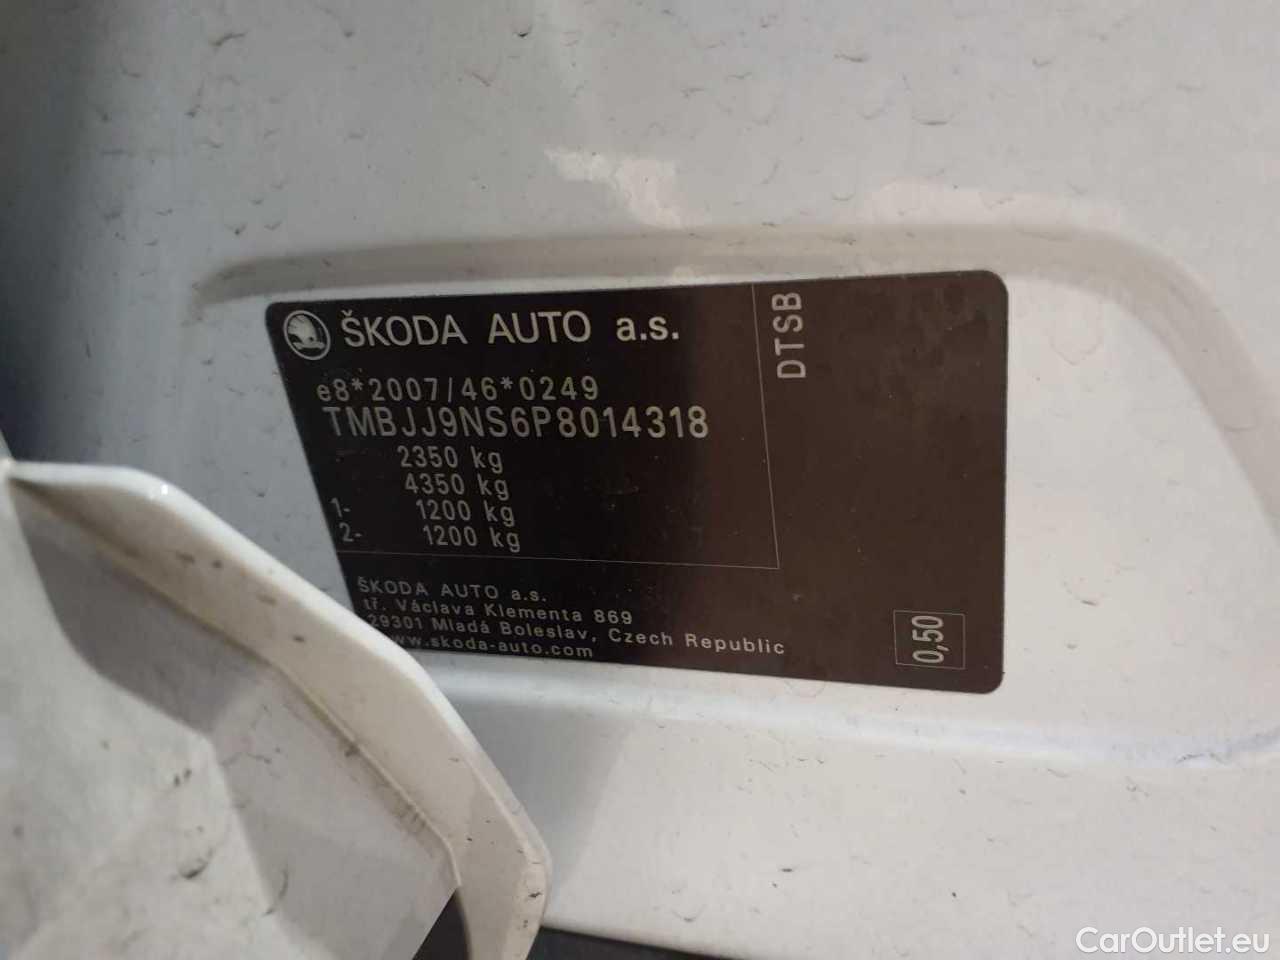 ŠKODA AUTO a.s.
DTSB
e8*2007/46*0249
TMBJJ9NS6P8014318
2350 kg
4350 kg
1- 1200 kg
2- 1200 kg
ŠKODA AUTO a.s.
tř. Václava Klementa 869
29301 Mladá Boleslav, Czech Republic
www.skoda-auto.com
0,50
CarOutlet.eu